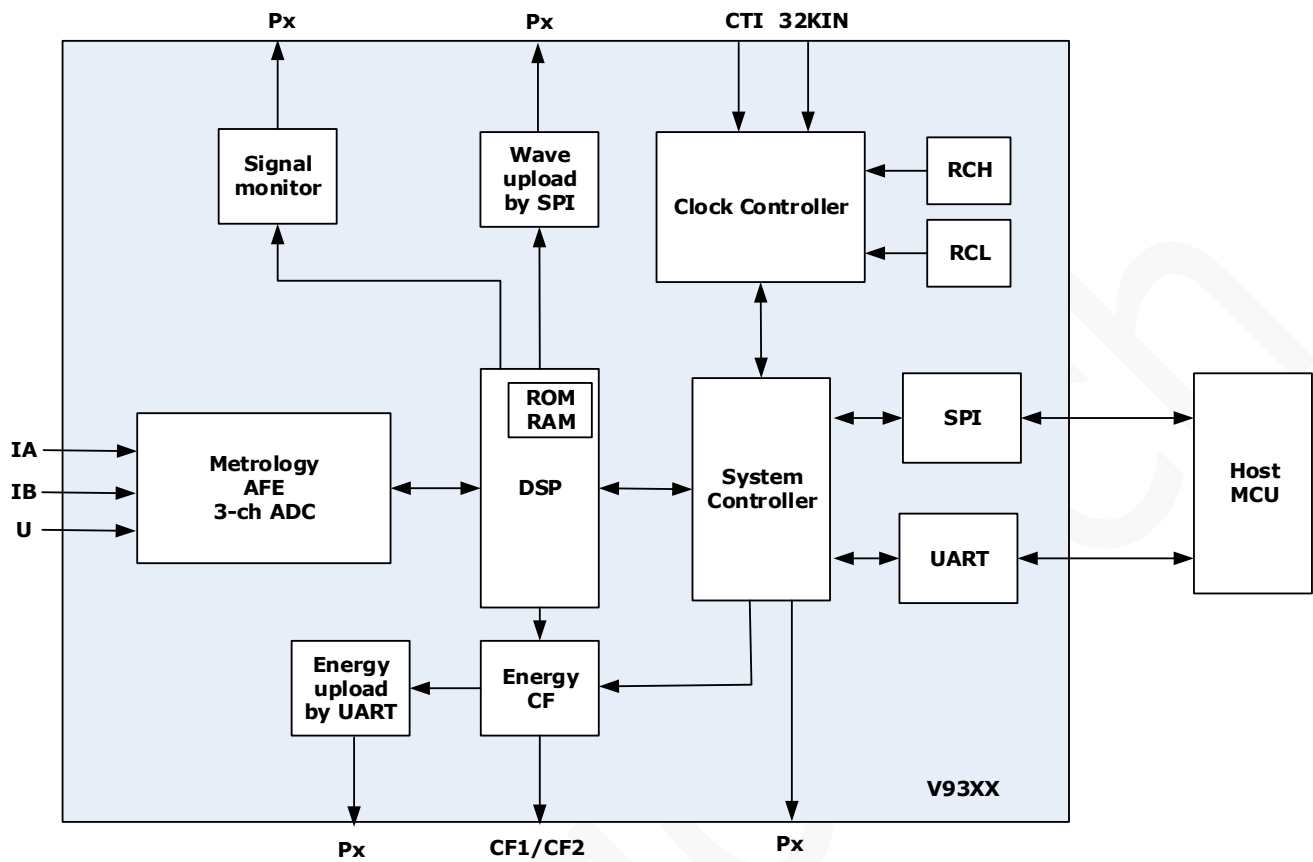 Px
Px
CTI 32KIN
Signal
monitor
Wave
upload
by SPI
Clock Controller
RCH
RCL
ROM
RAM
DSP
IA
IB
U
Metrology
AFE
3-ch ADC
System
Controller
SPI
UART
Host
MCU
Energy
upload
by UART
Energy
CF
V93XX
Px
CF1/CF2
Px